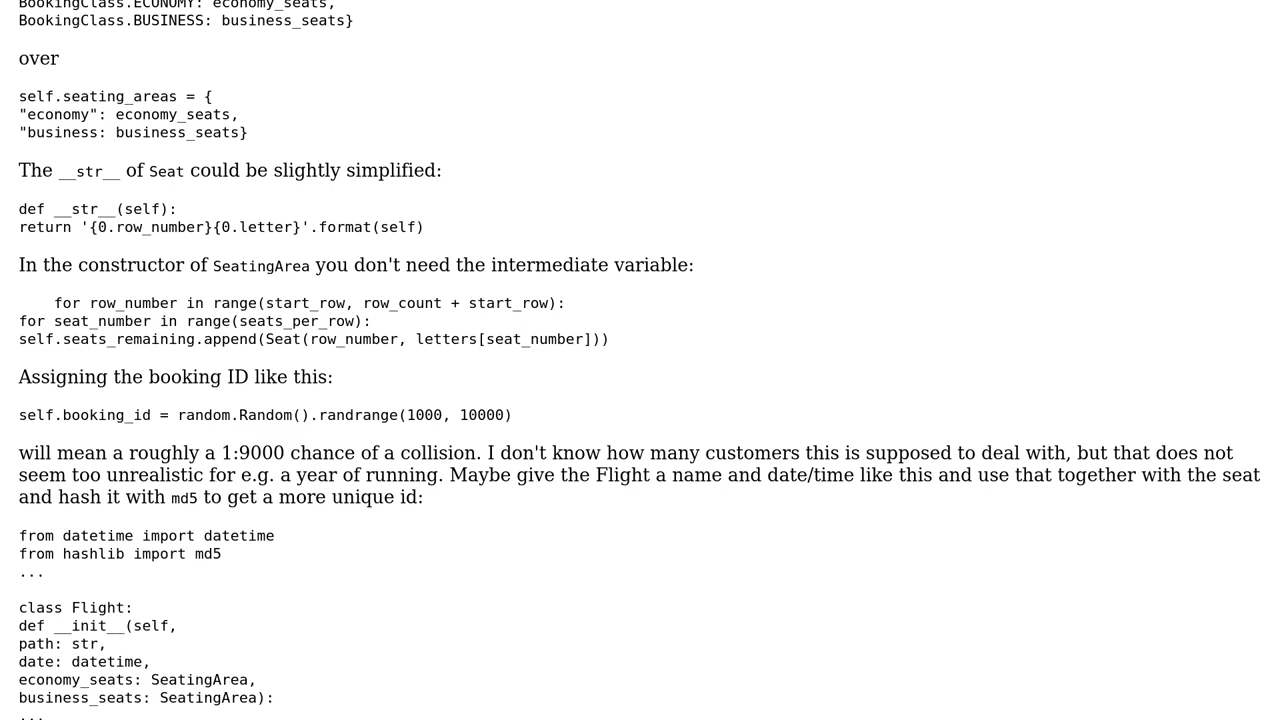 BookingClass.ECONOMY: economy_seats,
BookingClass.BUSINESS: business_seats}
over
self.seating_areas = {
"economy": economy_seats,
"business: business_seats}
The __str__ of Seat could be slightly simplified:
def __str__(self):
return '{0.row_number}{0.letter}'.format(self)
In the constructor of SeatingArea you don't need the intermediate variable:
    for row_number in range(start_row, row_count + start_row):
for seat_number in range(seats_per_row):
self.seats_remaining.append(Seat(row_number, letters[seat_number]))
Assigning the booking ID like this:
self.booking_id = random.Random().randrange(1000, 10000)
will mean a roughly a 1:9000 chance of a collision. I don't know how many customers this is supposed to deal with, but that does not
seem too unrealistic for e.g. a year of running. Maybe give the Flight a name and date/time like this and use that together with the seat
and hash it with md5 to get a more unique id:
from datetime import datetime
from hashlib import md5
...
class Flight:
def __init__(self,
path: str,
date: datetime,
economy_seats: SeatingArea,
business_seats: SeatingArea):
...